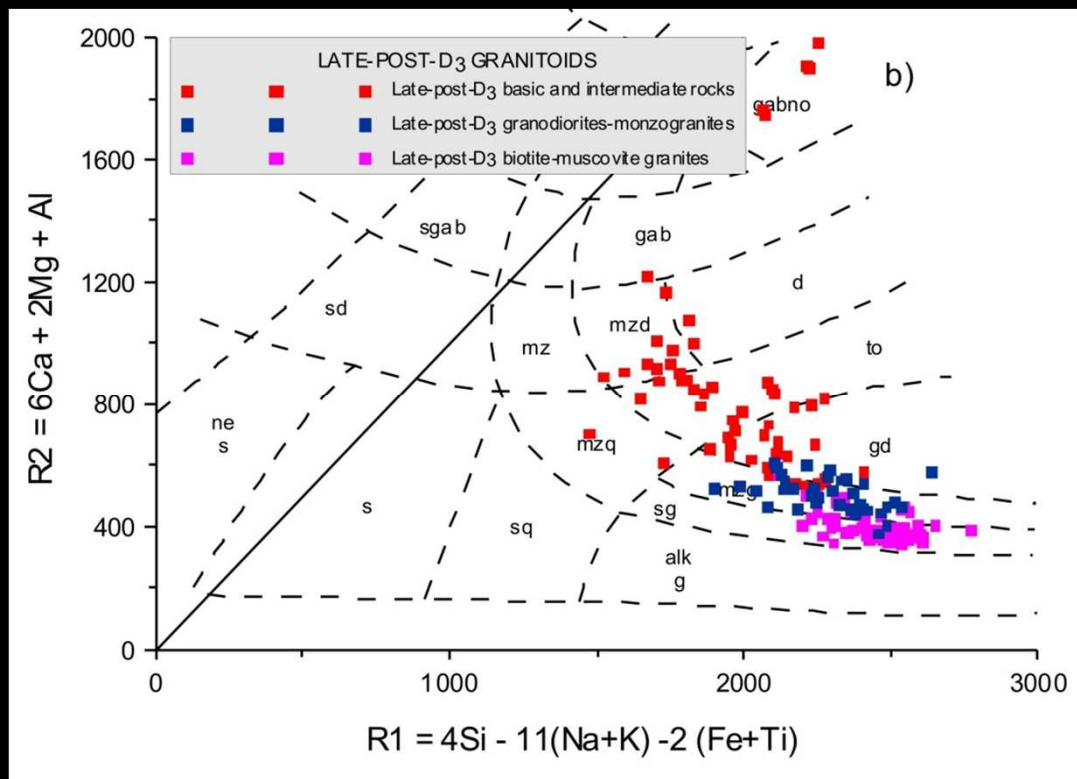 2000
LATE-POST-D3 GRANITOIDS
b)
Late-post-D3 basic and intermediate rocks
gabno
Late-post-D3 granodiorites-monzogranites
1600
Late-post-D3 biotite-muscovite granites
sgab
gab
1200
d
sd
mzd
mz
to
800
ne
s
mzq
gd
mzg
s
sg
400
sq
alk
g
0
0
1000
2000
3000
R2 = 6Ca + 2Mg + Al
R1 = 4Si - 11(Na+K) -2 (Fe+Ti)